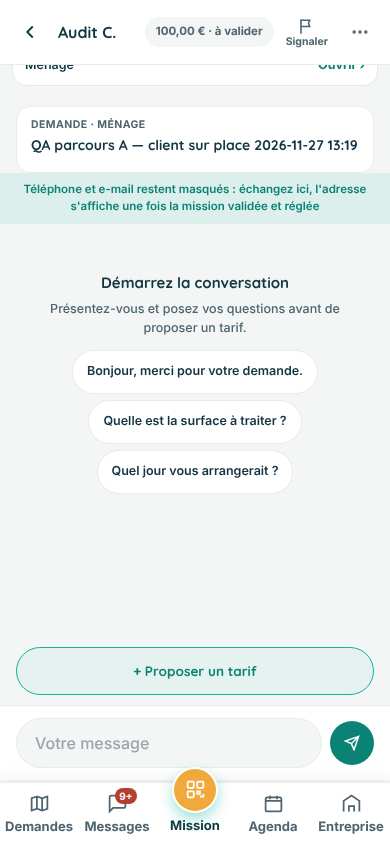 Audit C.
100,00 € · à valider
Signaler
Ménage
Ouvrir ›
DEMANDE · MÉNAGE
QA parcours A — client sur place 2026-11-27 13:19
Téléphone et e-mail restent masqués : échangez ici, l'adresse
s'affiche une fois la mission validée et réglée
Démarrez la conversation
Présentez-vous et posez vos questions avant de
proposer un tarif.
Bonjour, merci pour votre demande.
Quelle est la surface à traiter ?
Quel jour vous arrangerait ?
+ Proposer un tarif
Votre message
9+
Demandes
Messages
Mission
Agenda
Entreprise